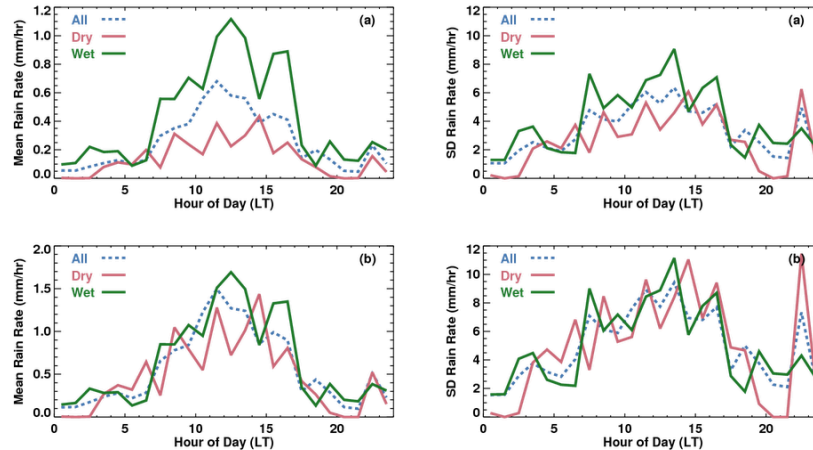 Mean Rain Rate (mm/hr)
1.2
1.0
0.8
0.6
0.4
0.2
0.0
All
Dry
Wet
(a)
0 5 10 15 20
Hour of Day (LT)
SD Rain Rate (mm/hr)
12
10
8
6
4
2
0
All
Dry
Wet
(a)
0 5 10 15 20
Hour of Day (LT)
Mean Rain Rate (mm/hr)
2.0
1.5
1.0
0.5
0.0
All
Dry
Wet
(b)
0 5 10 15 20
Hour of Day (LT)
SD Rain Rate (mm/hr)
12
10
8
6
4
2
0
All
Dry
Wet
(b)
0 5 10 15 20
Hour of Day (LT)